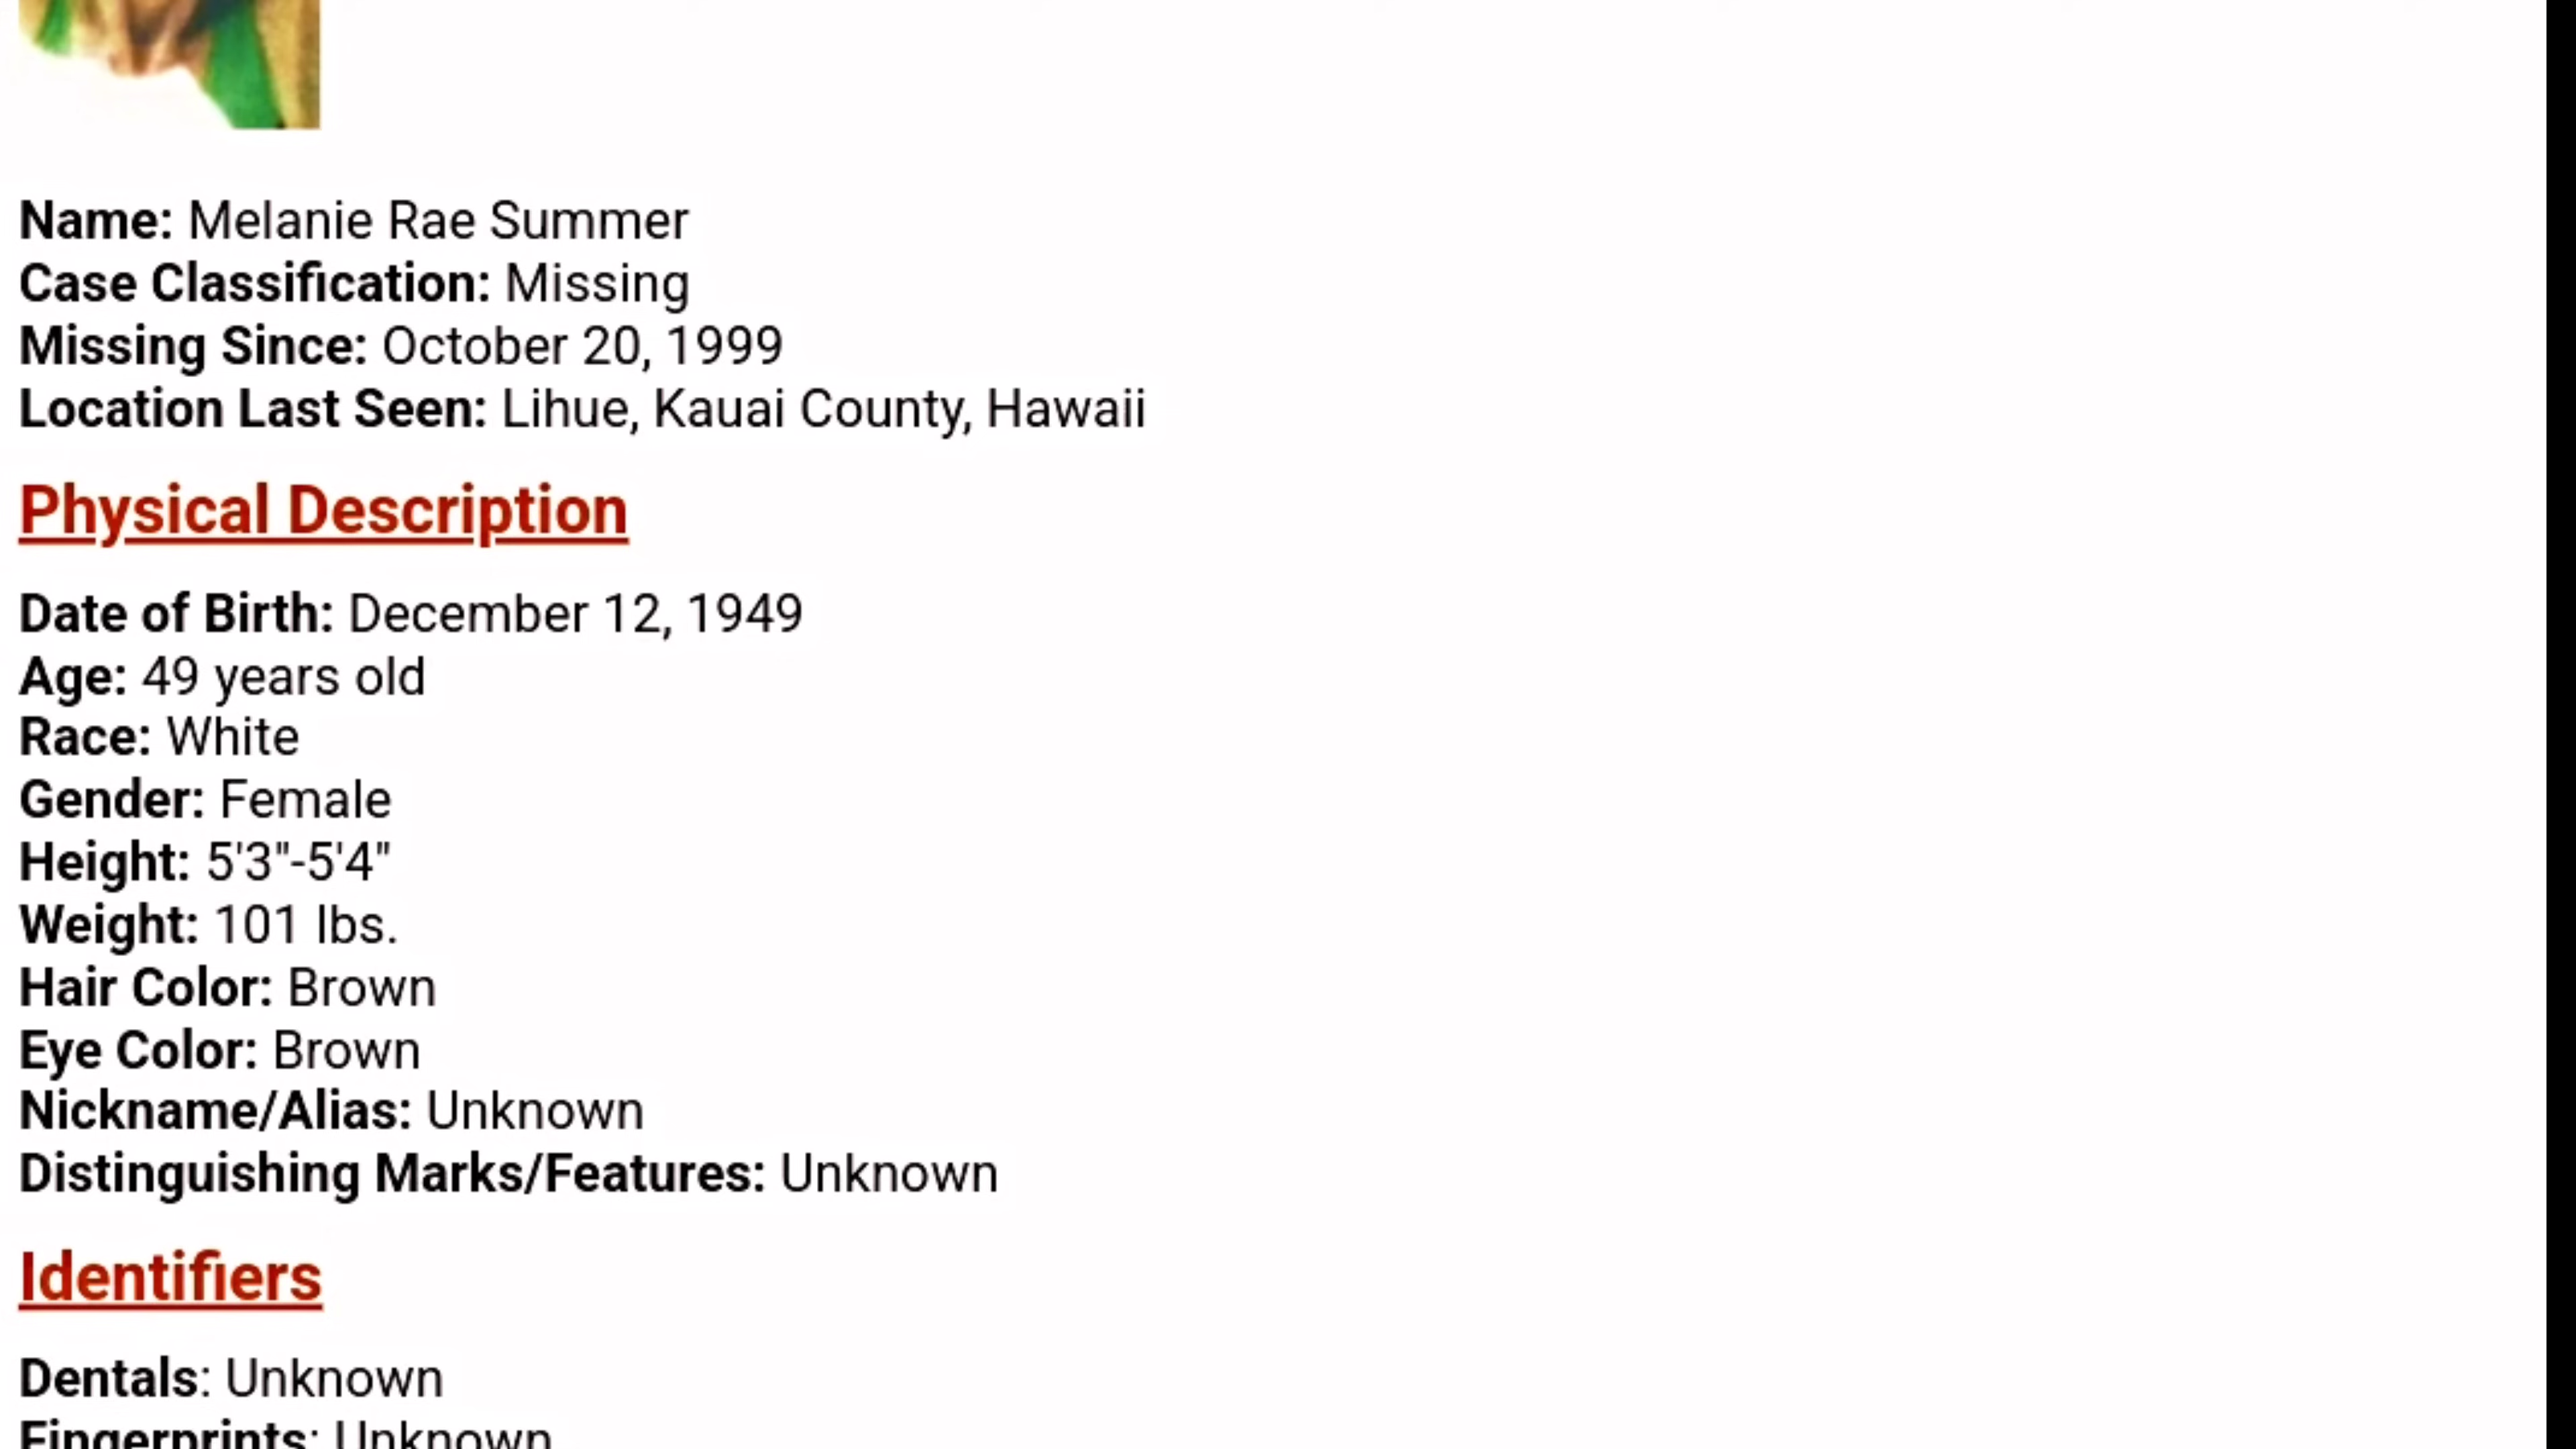 Name: Melanie Rae Summer
Case Classification: Missing
Missing Since: October 20, 1999
Location Last Seen: Lihue, Kauai County, Hawaii
Physical Description
Date of Birth: December 12, 1949
Age: 49 years old
Race: White
Gender: Female
Height: 5'3"-5'4"
Weight: 101 lbs.
Hair Color: Brown
Eye Color: Brown
Nickname/Alias: Unknown
Distinguishing Marks/Features: Unknown
Identifiers
Dentals: Unknown
Fingerprints: Unknown